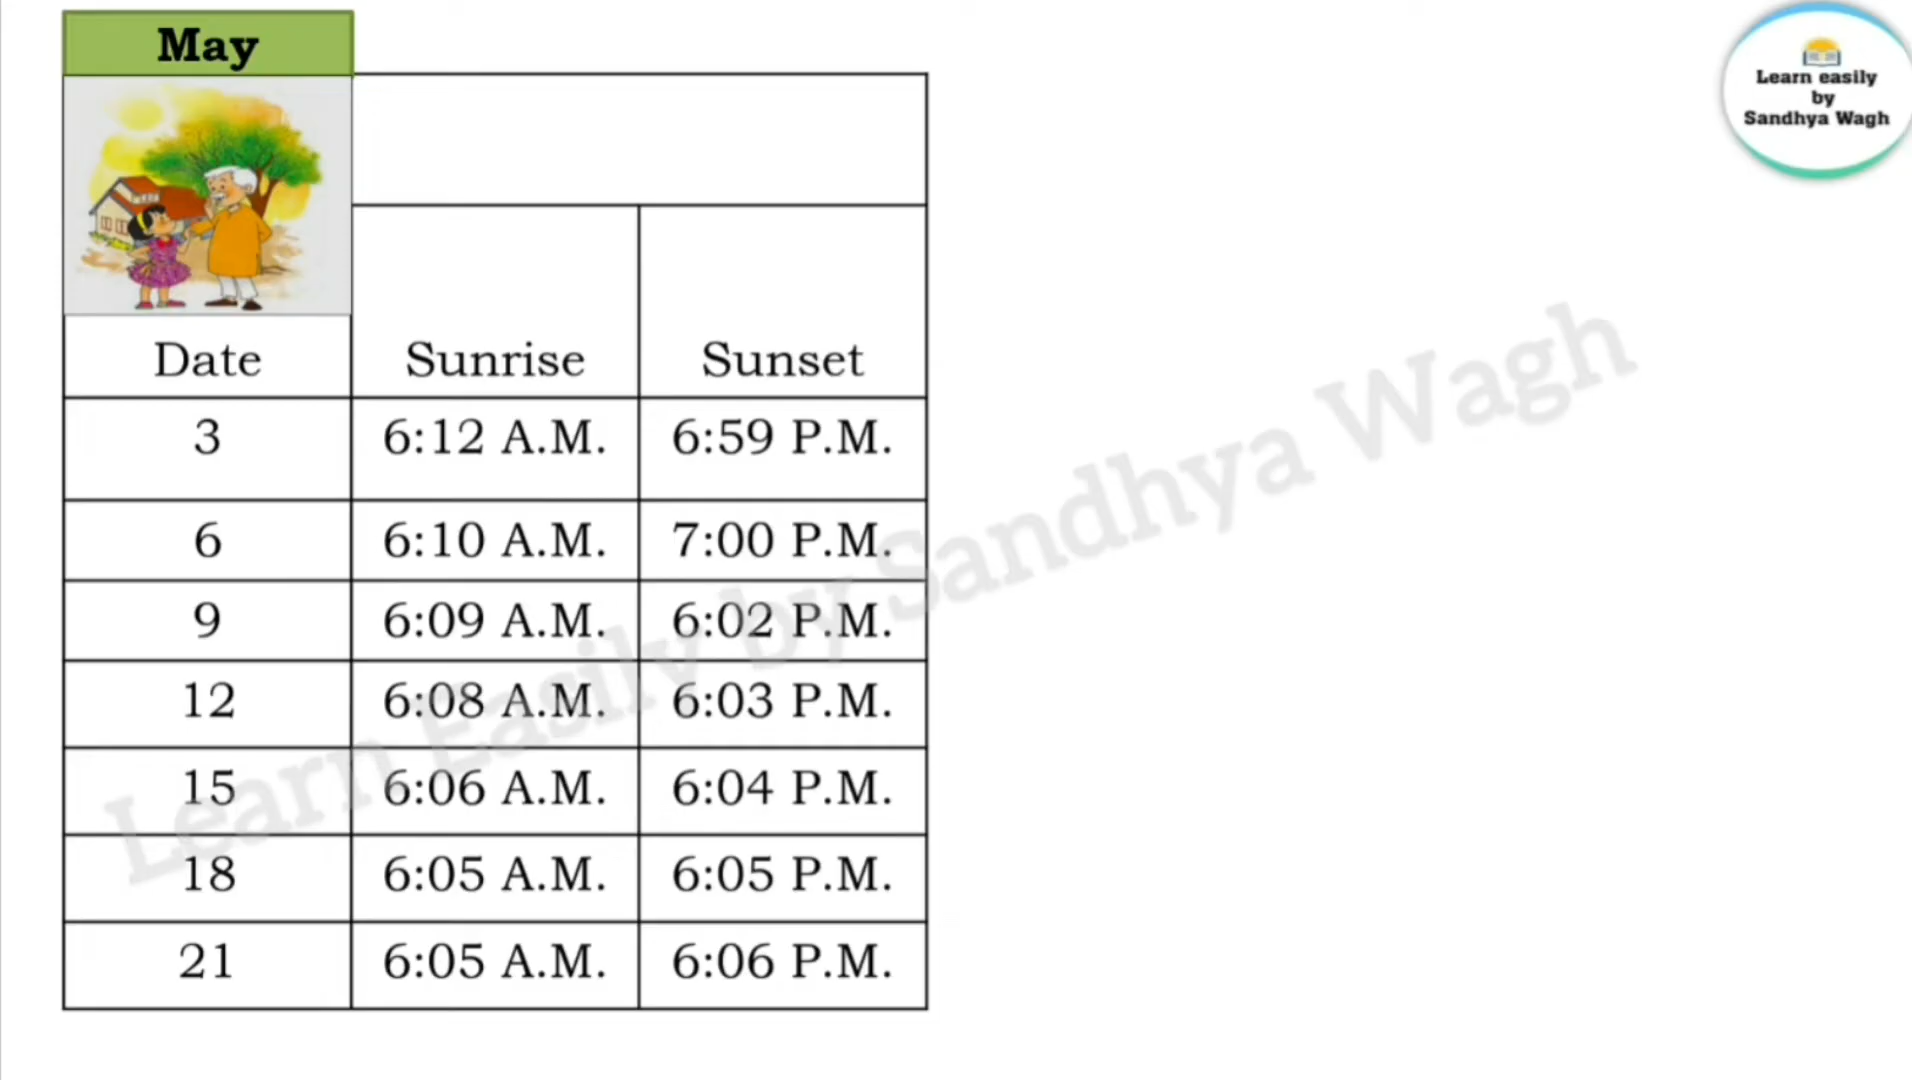 May
Learn easily
by
Sandhya Wagh
Date Sunrise Sunset
3 6:12 A.M. 6:59 P.M.
6 6:10 A.M. 7:00 P.M.
9 6:09 A.M. 6:02 P.M.
12 6:08 A.M. 6:03 P.M.
15 6:06 A.M. 6:04 P.M.
18 6:05 A.M. 6:05 P.M.
21 6:05 A.M. 6:06 P.M.
Learn Easily by Sandhya Wagh